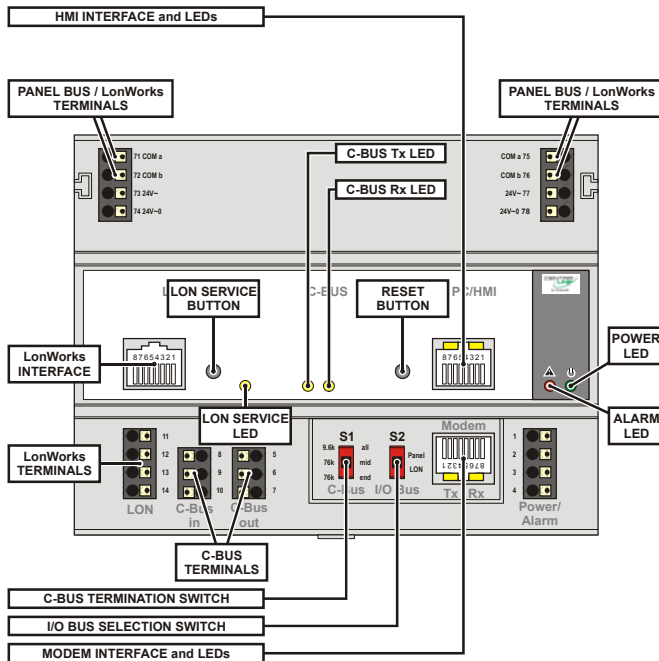 HMI INTERFACE and LEDs
PANEL BUS / LonWorks
TERMINALS
PANEL BUS / LonWorks
TERMINALS
71 COM a
72 COM b
73 24V~
74 24V~0
C-BUS Tx LED
C-BUS Rx LED
COM a 75
COM b 76
24V~ 77
24V~0 78
L
LON SERVICE
BUTTON
C-BUS
RESET
BUTTON
PC/HMI
LonWorks
INTERFACE
87654321
87654321
POWER
LED
LON SERVICE
LED
ALARM
LED
LonWorks
TERMINALS
11
12
13
14
LON
8
9
10
C-Bus
in
5
6
7
C-Bus
out
S1
9.6k all
76k mid
76k end
C-Bus
S2
Panel
LON
I/O Bus
Modem
87654321
Tx Rx
1
2
3
4
Power/
Alarm
C-BUS
TERMINALS
C-BUS TERMINATION SWITCH
I/O BUS SELECTION SWITCH
MODEM INTERFACE and LEDs